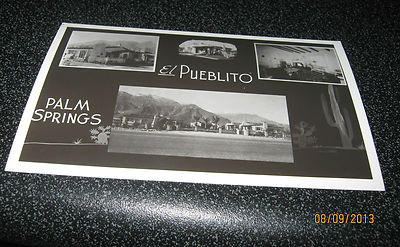 EL PUEBLITO
PALM
SPRINGS
08/09/2013